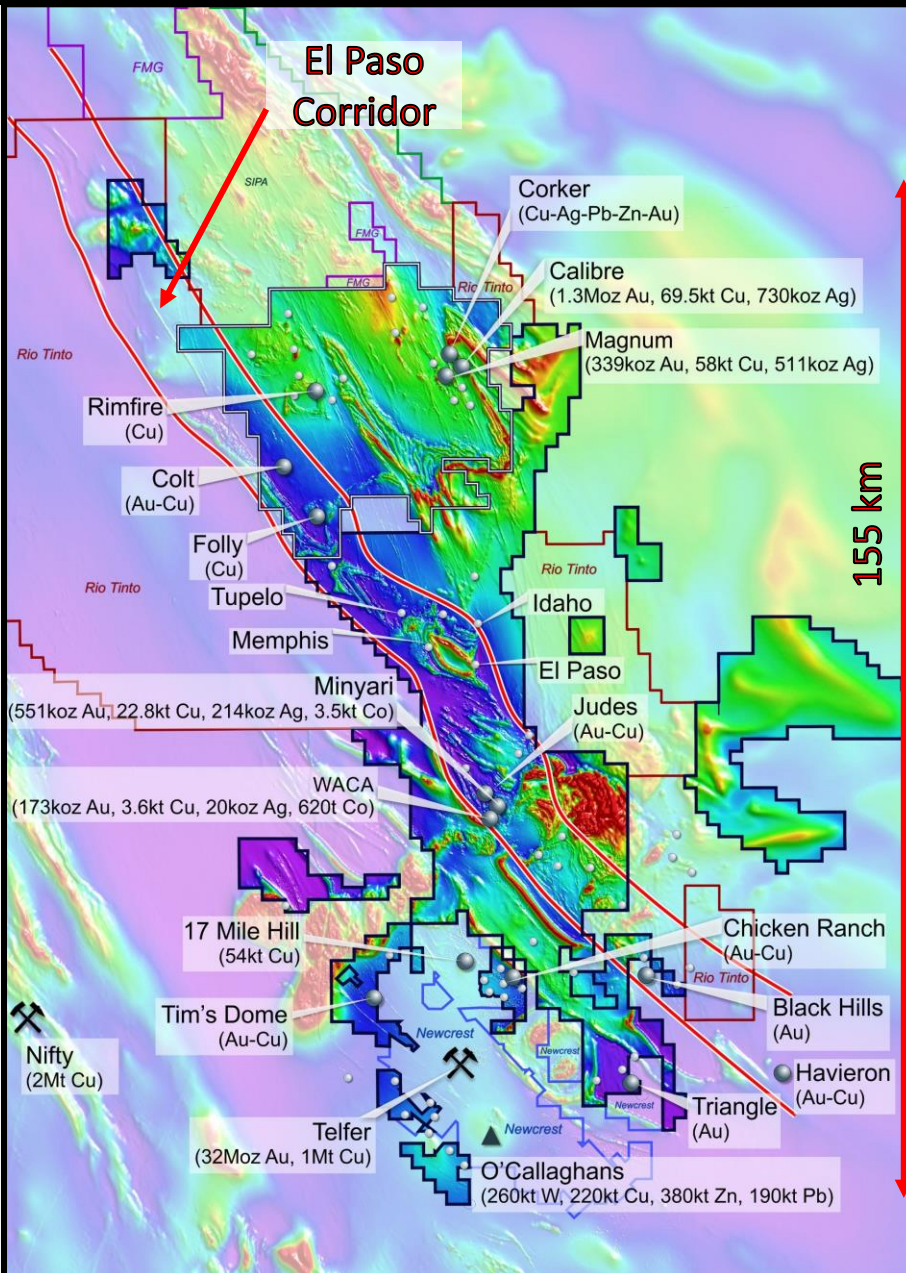 El Paso
Corridor
FMG
SIPA
Corker
(Cu-Ag-Pb-Zn-Au)
FMG
Calibre
(1.3Moz Au, 69.5kt Cu, 730koz Ag)
FMG
Rio Tinto
Magnum
(339koz Au, 58kt Cu, 511koz Ag)
Rio Tinto
Rimfire
(Cu)
Colt
(Au-Cu)
155 km
Folly
(Cu)
Rio Tinto
Rio Tinto
Tupelo
Idaho
Memphis
El Paso
Minyari
(551koz Au, 22.8kt Cu, 214koz Ag, 3.5kt Co)
Judes
(Au-Cu)
WACA
(173koz Au, 3.6kt Cu, 20koz Ag, 620t Co)
17 Mile Hill
(54kt Cu)
Chicken Ranch
(Au-Cu)
Rio Tinto
Tim's Dome
(Au-Cu)
Black Hills
(Au)
Newcrest
Newcrest
Nifty
(2Mt Cu)
Havieron
(Au-Cu)
Newcrest
Triangle
(Au)
Telfer
(32Moz Au, 1Mt Cu)
Newcrest
O'Callaghans
(260kt W, 220kt Cu, 380kt Zn, 190kt Pb)